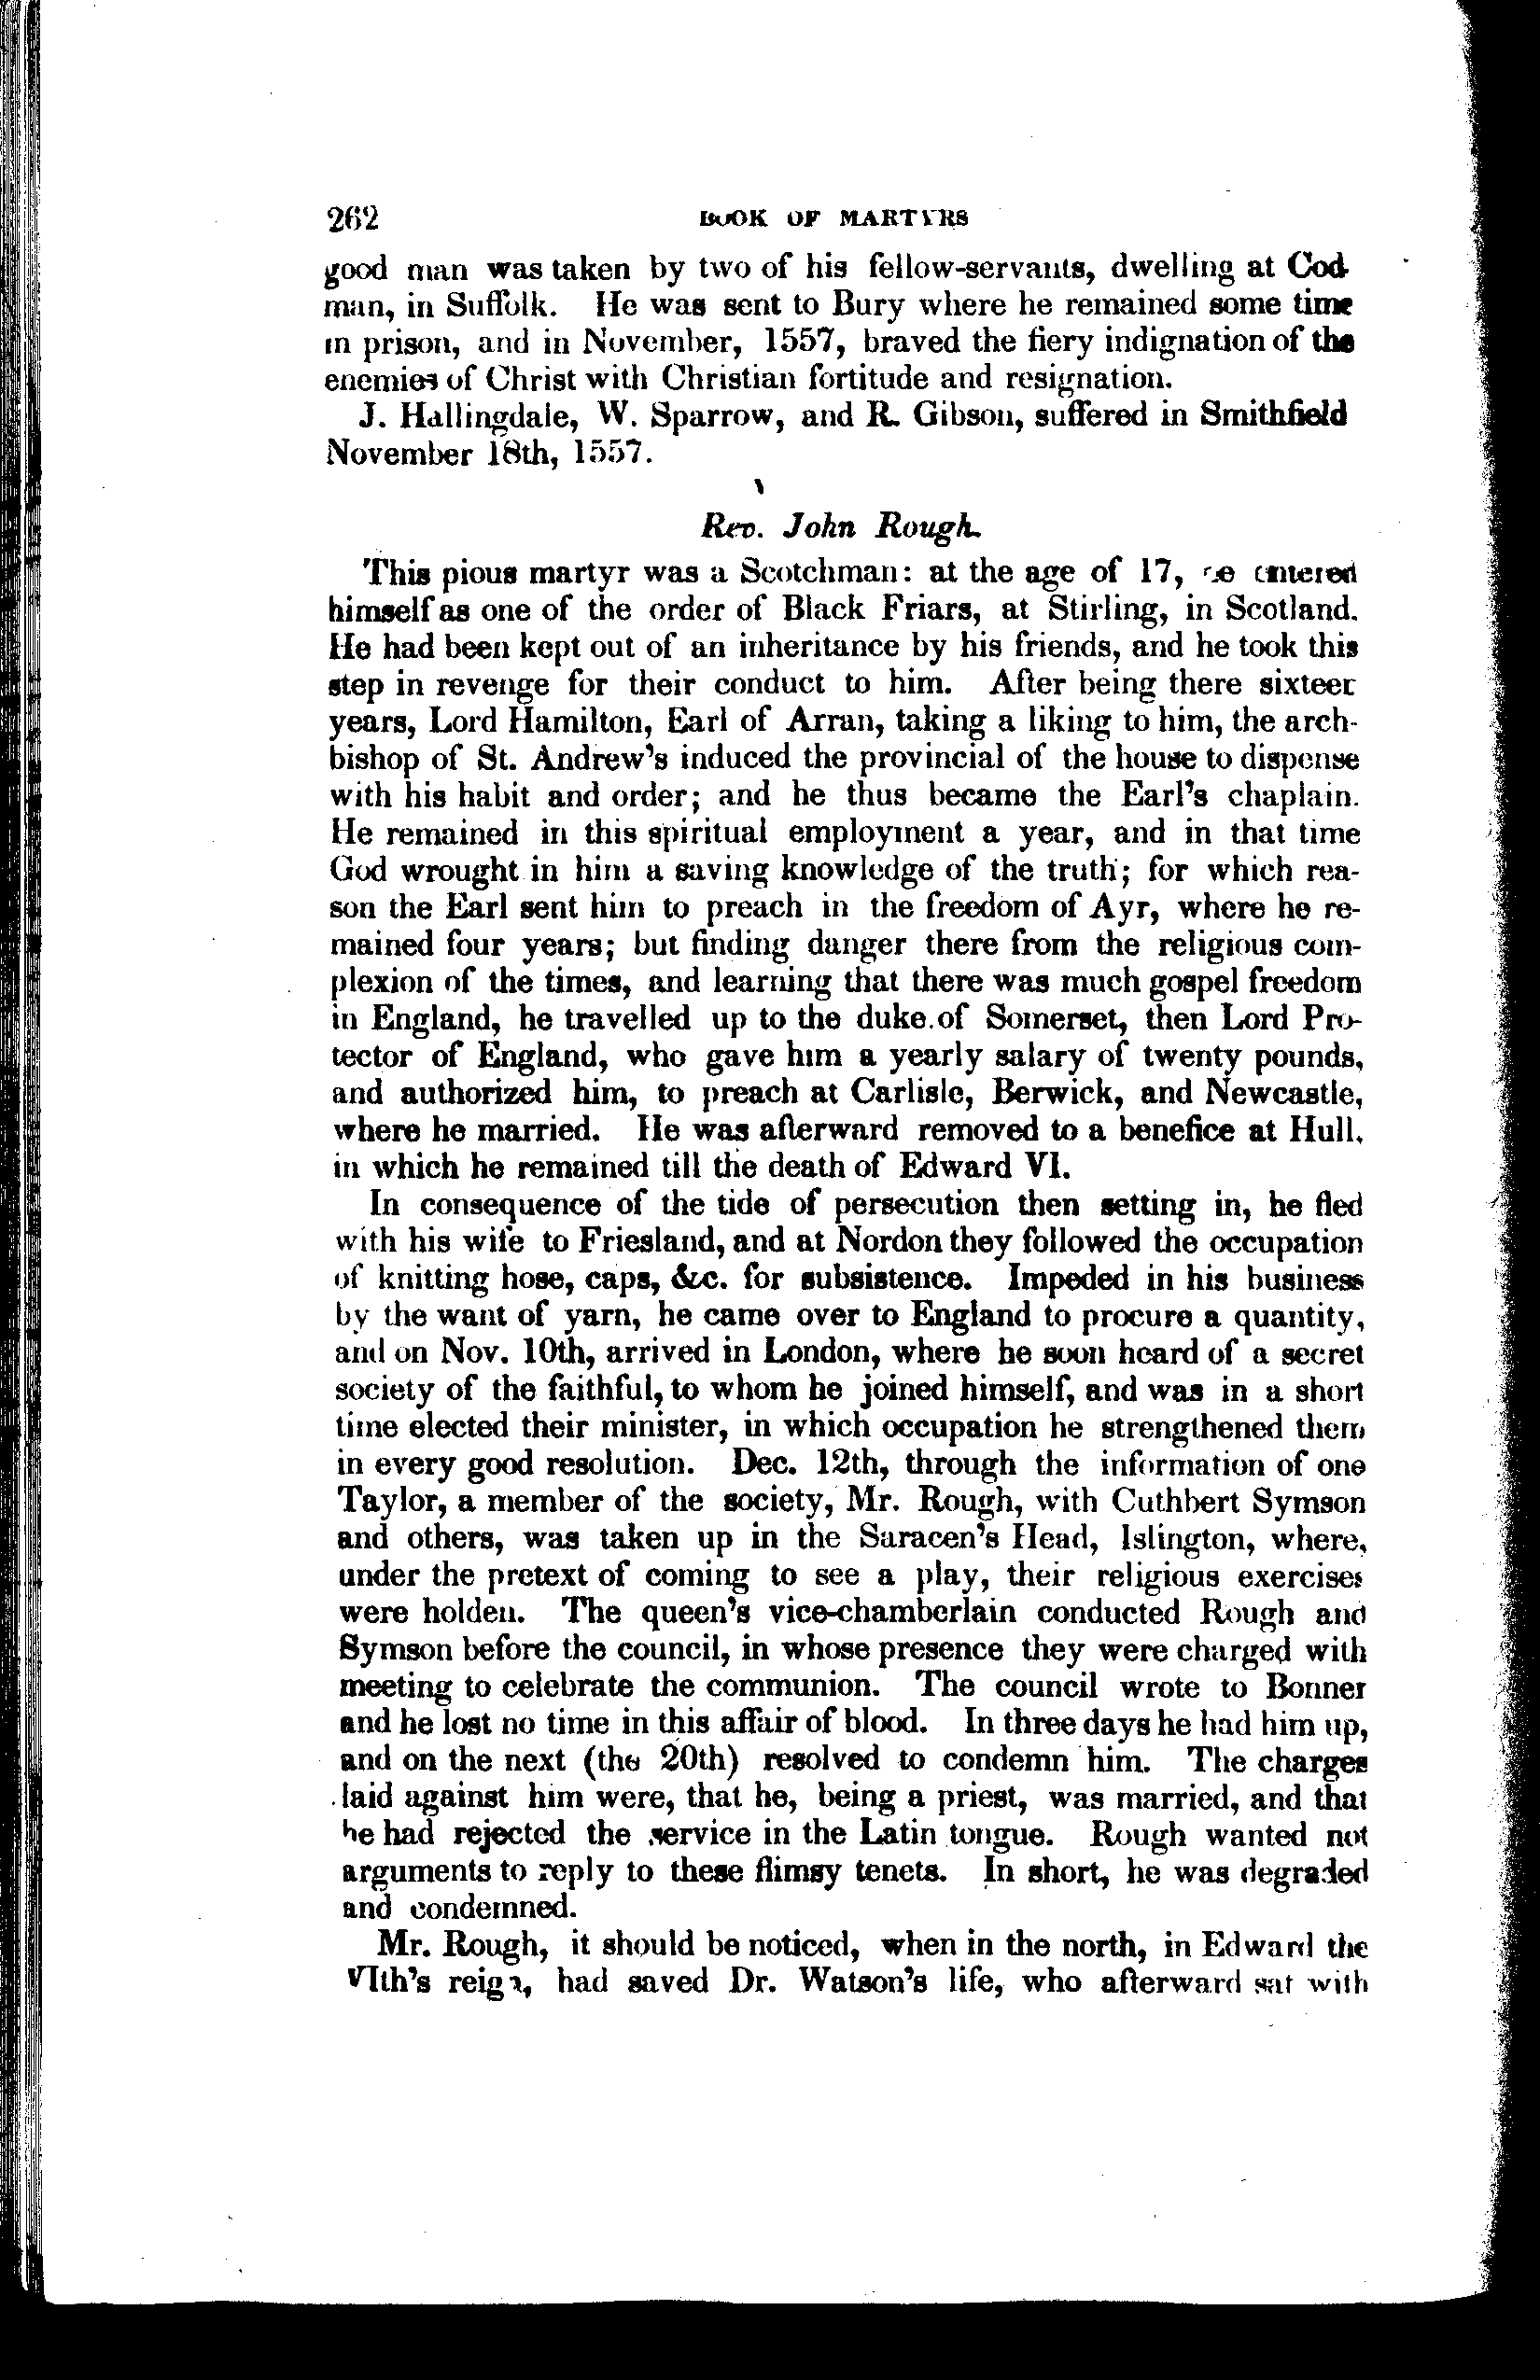 262 BOOK OF MARTYRS
good man was taken by two of his fellow-servants, dwelling at Cod-
man, in Suffolk. He was sent to Bury where he remained some time
in prison, and in November, 1557, braved the fiery indignation of the
enemies of Christ with Christian fortitude and resignation.
J. Hallingdale, W. Sparrow, and R. Gibson, suffered in Smithfield
November 18th, 1557.
Rev. John Rough.
This pious martyr was a Scotchman: at the age of 17, he entered
himself as one of the order of Black Friars, at Stirling, in Scotland.
He had been kept out of an inheritance by his friends, and he took this
step in revenge for their conduct to him. After being there sixteen
years, Lord Hamilton, Earl of Arran, taking a liking to him, the arch-
bishop of St. Andrew's induced the provincial of the house to dispense
with his habit and order; and he thus became the Earl's chaplain.
He remained in this spiritual employment a year, and in that time
God wrought in him a saving knowledge of the truth; for which rea-
son the Earl sent him to preach in the freedom of Ayr, where he re-
mained four years; but finding danger there from the religious com-
plexion of the times, and learning that there was much gospel freedom
in England, he travelled up to the duke of Somerset, then Lord Pro-
tector of England, who gave him a yearly salary of twenty pounds,
and authorized him, to preach at Carlisle, Berwick, and Newcastle,
where he married. He was afterward removed to a benefice at Hull,
in which he remained till the death of Edward VI.
In consequence of the tide of persecution then setting in, he fled
with his wife to Friesland, and at Nordon they followed the occupation
of knitting hose, caps, &c. for subsistence. Impeded in his business
by the want of yarn, he came over to England to procure a quantity,
and on Nov. 10th, arrived in London, where he soon heard of a secret
society of the faithful, to whom he joined himself, and was in a short
time elected their minister, in which occupation he strengthened them
in every good resolution. Dec. 12th, through the information of one
Taylor, a member of the society, Mr. Rough, with Cuthbert Symson
and others, was taken up in the Saracen's Head, Islington, where,
under the pretext of coming to see a play, their religious exercises
were holden. The queen's vice-chamberlain conducted Rough and
Symson before the council, in whose presence they were charged with
meeting to celebrate the communion. The council wrote to Bonner
and he lost no time in this affair of blood. In three days he had him up,
and on the next (the 20th) resolved to condemn him. The charges
laid against him were, that he, being a priest, was married, and that
he had rejected the service in the Latin tongue. Rough wanted not
arguments to reply to these flimsy tenets. In short, he was degraded
and condemned.
Mr. Rough, it should be noticed, when in the north, in Edward the
VIth's reign, had saved Dr. Watson's life, who afterward sat with